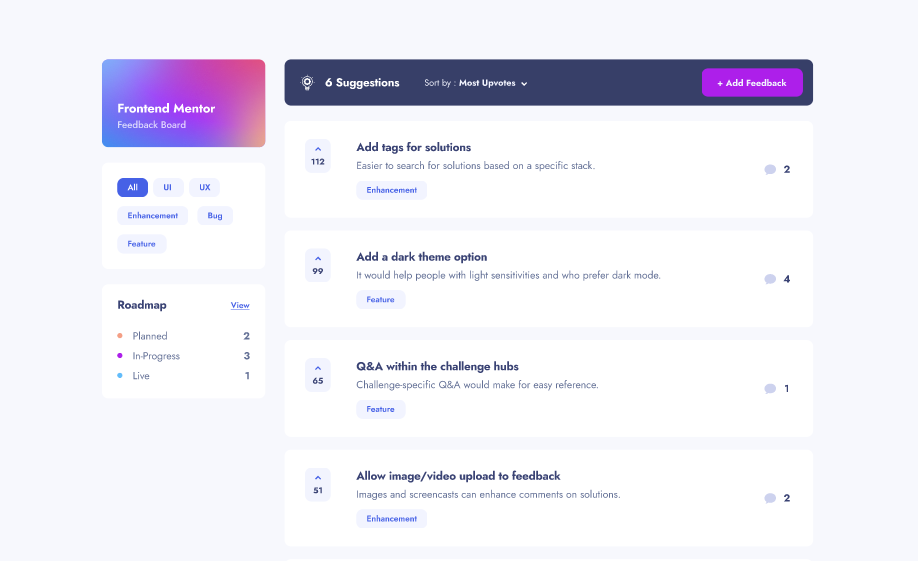 Frontend Mentor
Feedback Board
All UI UX
Enhancement Bug
Feature
Roadmap View
Planned 2
In-Progress 3
Live 1
6 Suggestions Sort by : Most Upvotes + Add Feedback
112
Add tags for solutions
Easier to search for solutions based on a specific stack.
Enhancement
2
99
Add a dark theme option
It would help people with light sensitivities and who prefer dark mode.
Feature
4
65
Q&A within the challenge hubs
Challenge-specific Q&A would make for easy reference.
Feature
1
51
Allow image/video upload to feedback
Images and screencasts can enhance comments on solutions.
Enhancement
2